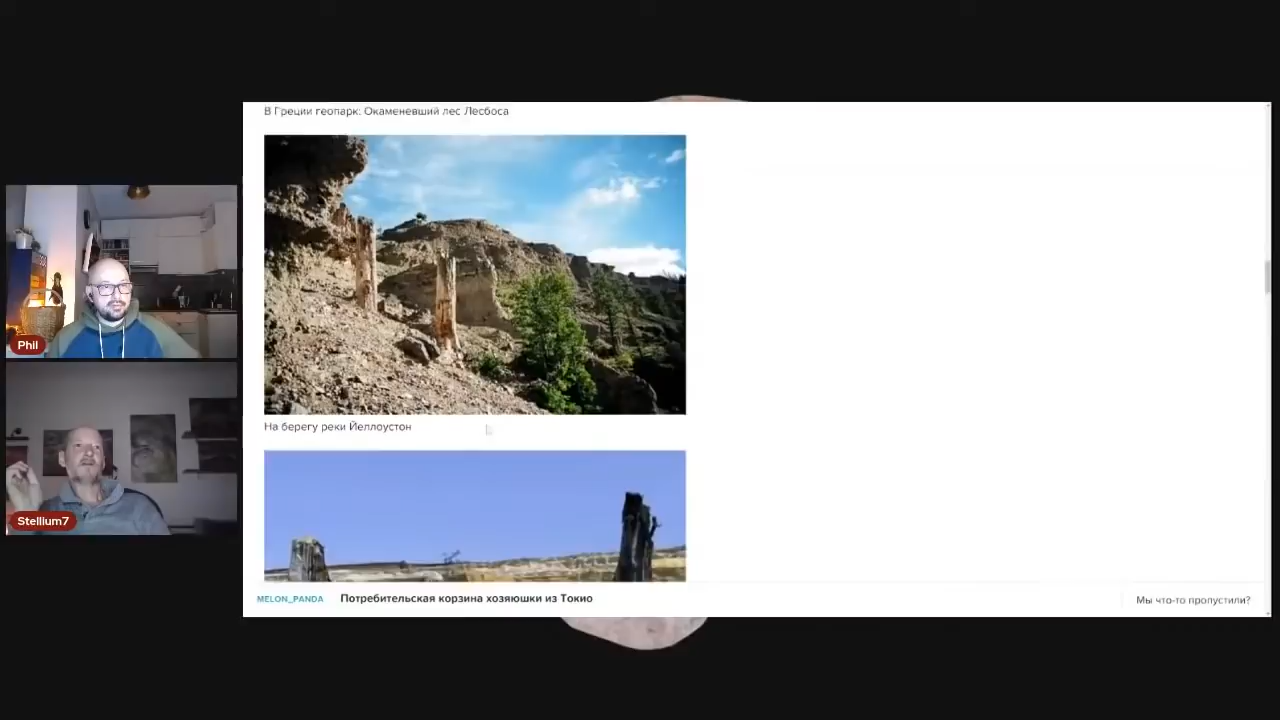 В Греции геопарк: Окаменевший лес Лесбоса
Phil
На берегу реки Йеллоустон
Stellium7
MELON_PANDA
Потребительская корзина хозяюшки из Токио
Мы что-то пропустили?